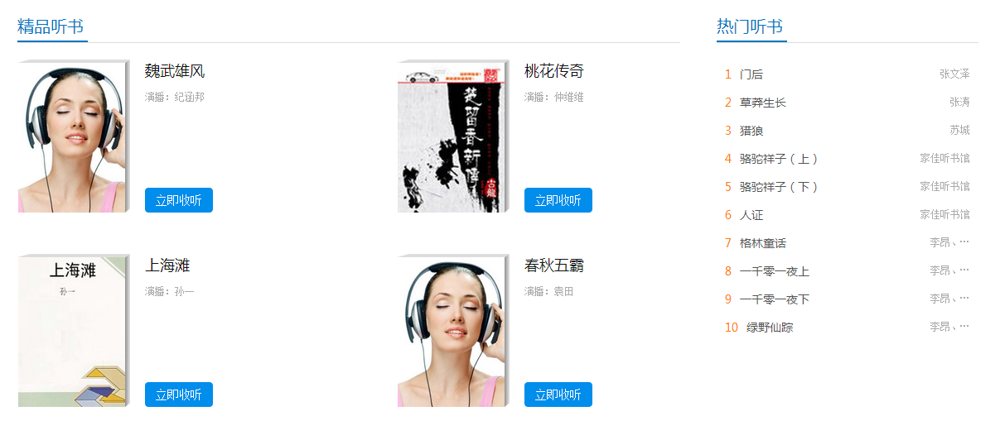 精品听书
魏武雄风
演播：纪涵邦
立即收听
楚留香新传
古龍
桃花传奇
演播：仲维维
立即收听
上海滩
孙一
上海滩
演播：孙一
立即收听
春秋五霸
演播：袁田
立即收听
热门听书
1 门后 张文泽
2 草莽生长 张涛
3 猎狼 苏城
4 骆驼祥子（上） 家佳听书馆
5 骆驼祥子（下） 家佳听书馆
6 人证 家佳听书馆
7 格林童话 李昂、…
8 一千零一夜上 李昂、…
9 一千零一夜下 李昂、…
10 绿野仙踪 李昂、…